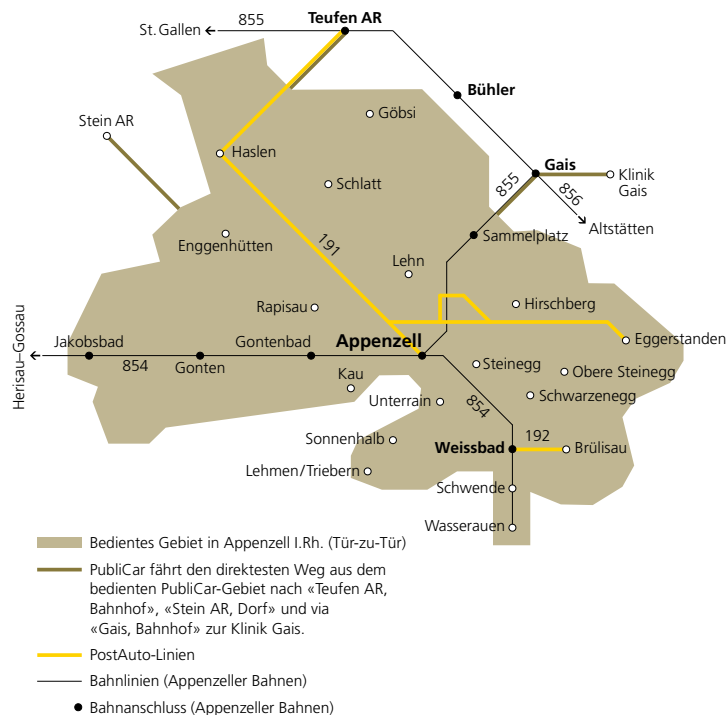 Teufen AR
855
St. Gallen
Bühler
Göbsi
Stein AR
Haslen
Gais
Klinik
Gais
Schlatt
855
856
Altstätten
Sammelplatz
Enggenhütten
191
Lehn
Rapisau
Hirschberg
Herisau–Gossau
Jakobsbad
Gontenbad
Appenzell
Eggerstanden
854
Gonten
Steinegg
Obere Steinegg
Kau
Schwarzenegg
Unterrain
854
Sonnenhalb
Weissbad
192
Brülisau
Lehmen/Triebern
Schwende
Wasserauen
Bedientes Gebiet in Appenzell I.Rh. (Tür-zu-Tür)
PubliCar fährt den direktesten Weg aus dem
bedienten PubliCar-Gebiet nach «Teufen AR,
Bahnhof», «Stein AR, Dorf» und via
«Gais, Bahnhof» zur Klinik Gais.
PostAuto-Linien
Bahnlinien (Appenzeller Bahnen)
Bahnanschluss (Appenzeller Bahnen)